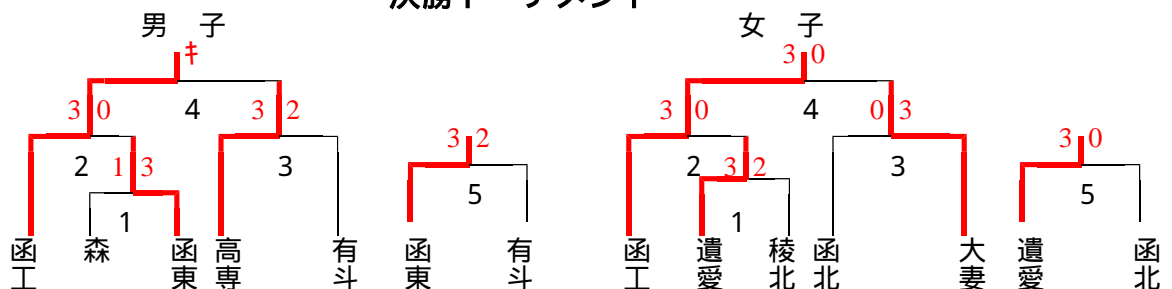 男 子 女 子
ｷ 3 0
3 0 4 3 2 3 0 4 0 3
2 1 3 3 3 2 2 3 2 3 3 0
1 5 1 5
函工 森 函東 高専 有斗 函東 有斗 函工 遺愛 稜北 函北 大妻 遺愛 函北